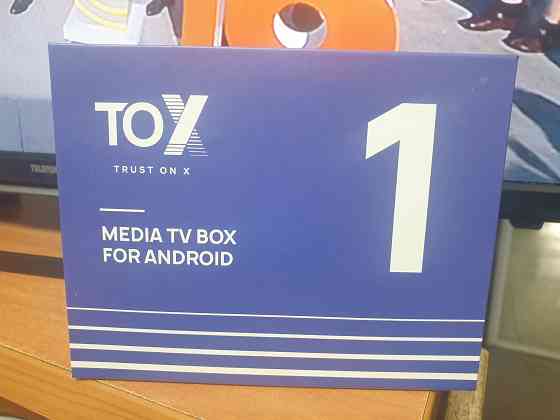 TOX
TRUST ON X
1
MEDIA TV BOX
FOR ANDROID